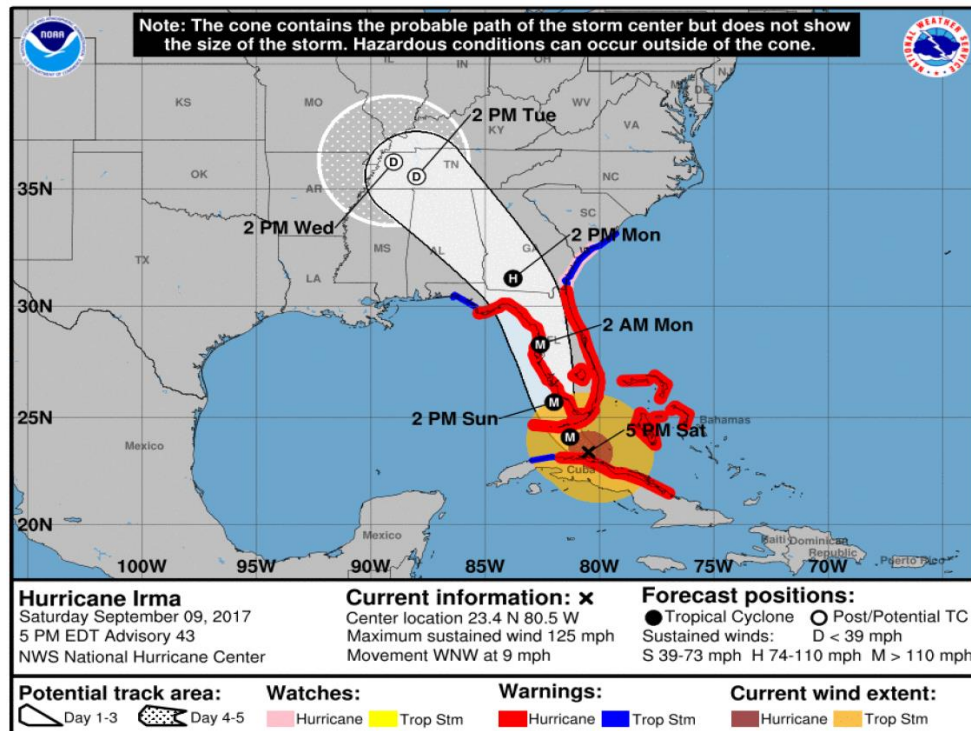 Note: The cone contains the probable path of the storm center but does not show
the size of the storm. Hazardous conditions can occur outside of the cone.
NOAA
NATIONAL WEATHER SERVICE
IL
IN
OH
KS
MO
WV
DE
2 PM Tue
KY
VA
OK
TN
NC
35N
AR
SC
2 PM Wed
2 PM Mon
MS
AL
GA
TX
LA
30N
2 AM Mon
FL
25N
2 PM Sun
5 PM Sat
Bahamas
Mexico
Cuba
20N
Mexico
Haiti
Dominican
Republic
Puerto Rico
100W
95W
90W
85W
80W
75W
70W
D
D
H
M
M
M
Hurricane Irma
Saturday September 09, 2017
5 PM EDT Advisory 43
NWS National Hurricane Center
Current information: ×
Center location 23.4 N 80.5 W
Maximum sustained wind 125 mph
Movement WNW at 9 mph
Forecast positions:
Tropical Cyclone
Post/Potential TC
Sustained winds: D < 39 mph
S 39-73 mph H 74-110 mph M > 110 mph
Potential track area:
Day 1-3
Day 4-5
Watches:
Hurricane
Trop Stm
Warnings:
Hurricane
Trop Stm
Current wind extent:
Hurricane
Trop Stm